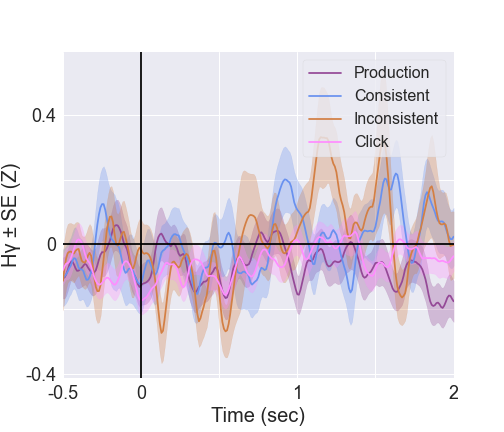 Production
Consistent
Inconsistent
Click
Hγ ± SE (Z)
0.4
0
-0.4
-0.5
0
1
2
Time (sec)